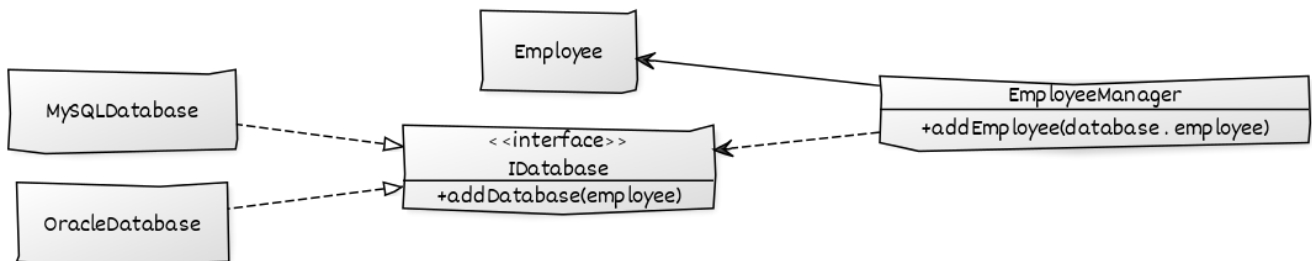 Employee
MySQLDatabase
EmployeeManager
+addEmployee(database . employee)
<<interface>>
IDatabase
+addDatabase(employee)
OracleDatabase